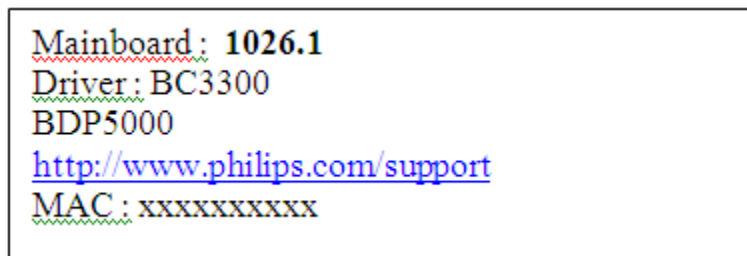 Mainboard : 1026.1
Driver : BC3300
BDP5000
http://www.philips.com/support
MAC : xxxxxxxxxx